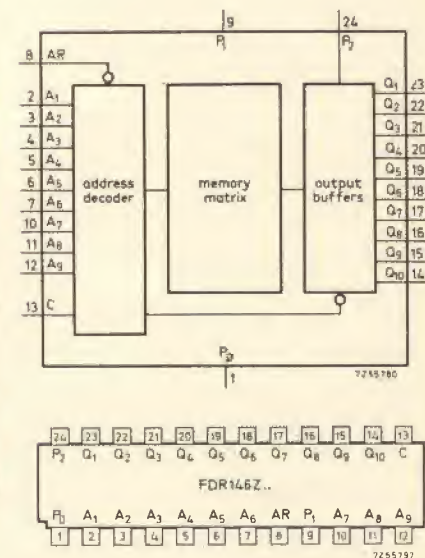 9 24
P1 P2
8 AR
Q1 23
2 A1
Q2 22
3 A2
Q3 21
4 A3
Q4 20
5 A4
Q5 19
6 A5
address decoder
memory matrix
output buffers
Q6 18
7 A6
Q7 17
10 A7
Q8 16
11 A8
Q9 15
12 A9
Q10 14
13 C
P0
1
7Z55780
24 23 22 21 20 19 18 17 16 15 14 13
P2 Q1 Q2 Q3 Q4 Q5 Q6 Q7 Q8 Q9 Q10 C
FDR146Z..
P0 A1 A2 A3 A4 A5 A6 AR P1 A7 A8 A9
1 2 3 4 5 6 7 8 9 10 11 12
7Z55797